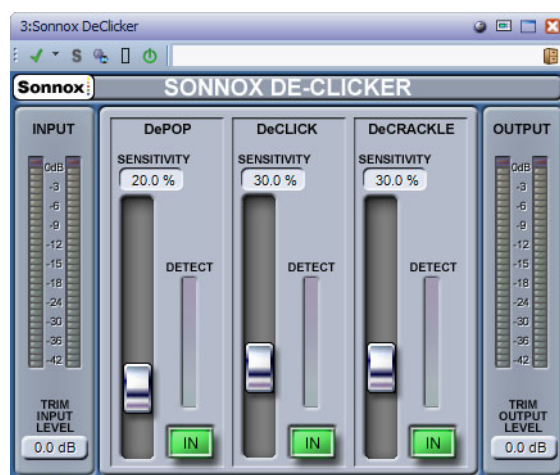 3:Sonnox DeClicker
S
Sonnox
SONNOX DE-CLICKER
INPUT
0dB
-3
-6
-9
-12
-15
-18
-24
-30
-36
-42
TRIM
INPUT
LEVEL
0.0 dB
DePOP
SENSITIVITY
20.0 %
DETECT
IN
DeCLICK
SENSITIVITY
30.0 %
DETECT
IN
DeCRACKLE
SENSITIVITY
30.0 %
DETECT
IN
OUTPUT
0dB
-3
-6
-9
-12
-15
-18
-24
-30
-36
-42
TRIM
OUTPUT
LEVEL
0.0 dB